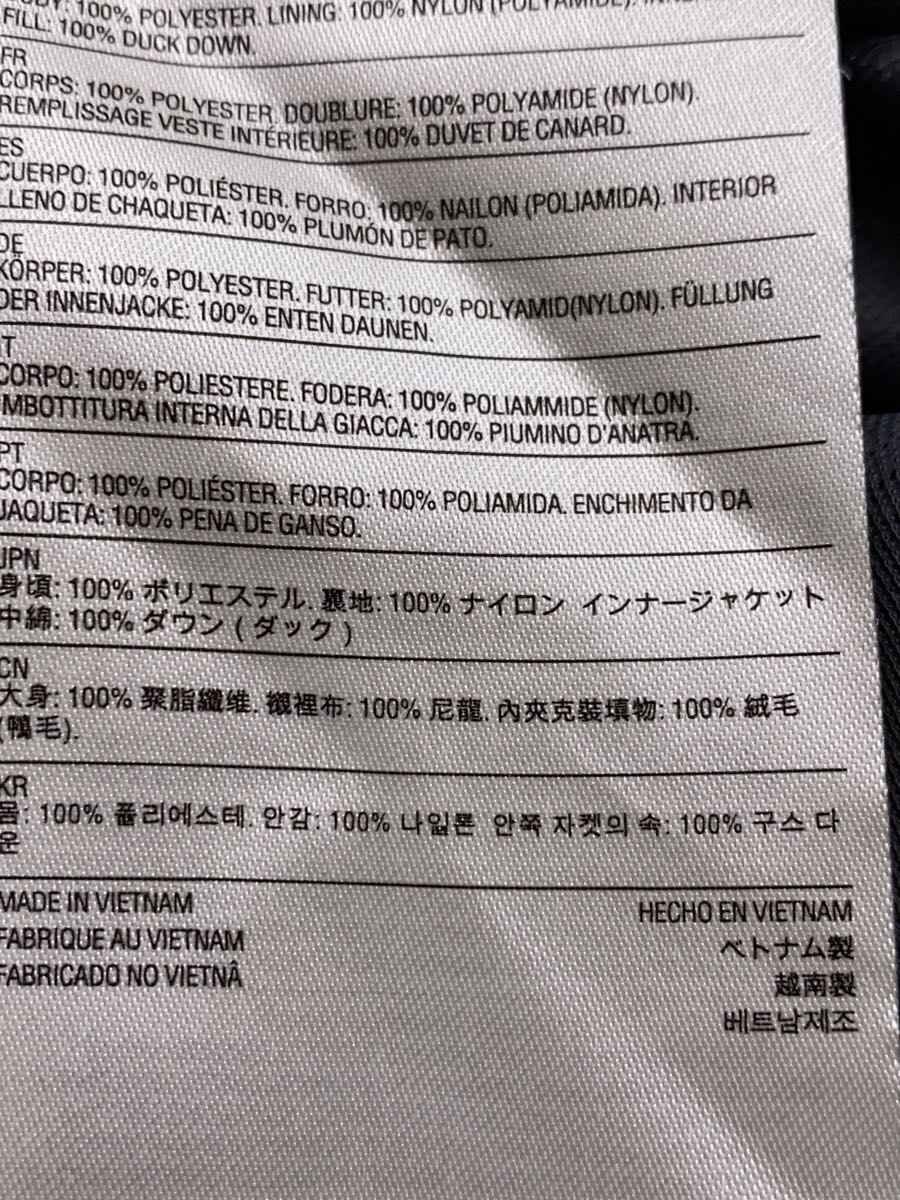 100% POLYESTER. LINING: 100% NYLON (POLYAMIDE).
FILL: 100% DUCK DOWN.
FR
CORPS: 100% POLYESTER. DOUBLURE: 100% POLYAMIDE (NYLON).
REMPLISSAGE VESTE INTÉRIEURE: 100% DUVET DE CANARD.
ES
CUERPO: 100% POLIÉSTER. FORRO: 100% NAILON (POLIAMIDA). INTERIOR
LLENO DE CHAQUETA: 100% PLUMÓN DE PATO.
DE
KÖRPER: 100% POLYESTER. FUTTER: 100% POLYAMID(NYLON). FÜLLUNG
DER INNENJACKE: 100% ENTEN DAUNEN.
IT
CORPO: 100% POLIESTERE. FODERA: 100% POLIAMMIDE (NYLON).
IMBOTTITURA INTERNA DELLA GIACCA: 100% PIUMINO D'ANATRA.
PT
CORPO: 100% POLIÉSTER. FORRO: 100% POLIAMIDA. ENCHIMENTO DA
JAQUETA: 100% PENA DE GANSO.
JPN
身頃: 100% ポリエステル. 裏地: 100% ナイロン インナージャケット
中綿: 100% ダウン ( ダック )
CN
大身: 100% 聚脂纖维. 襯裡布: 100% 尼龍. 內夾克裝填物: 100% 絨毛
(鴨毛).
KR
몸: 100% 폴리에스테. 안감: 100% 나일론 안쪽 자켓의 속: 100% 구스 다
운
MADE IN VIETNAM
FABRIQUE AU VIETNAM
FABRICADO NO VIETNÂ
HECHO EN VIETNAM
ベトナム製
越南製
베트남제조